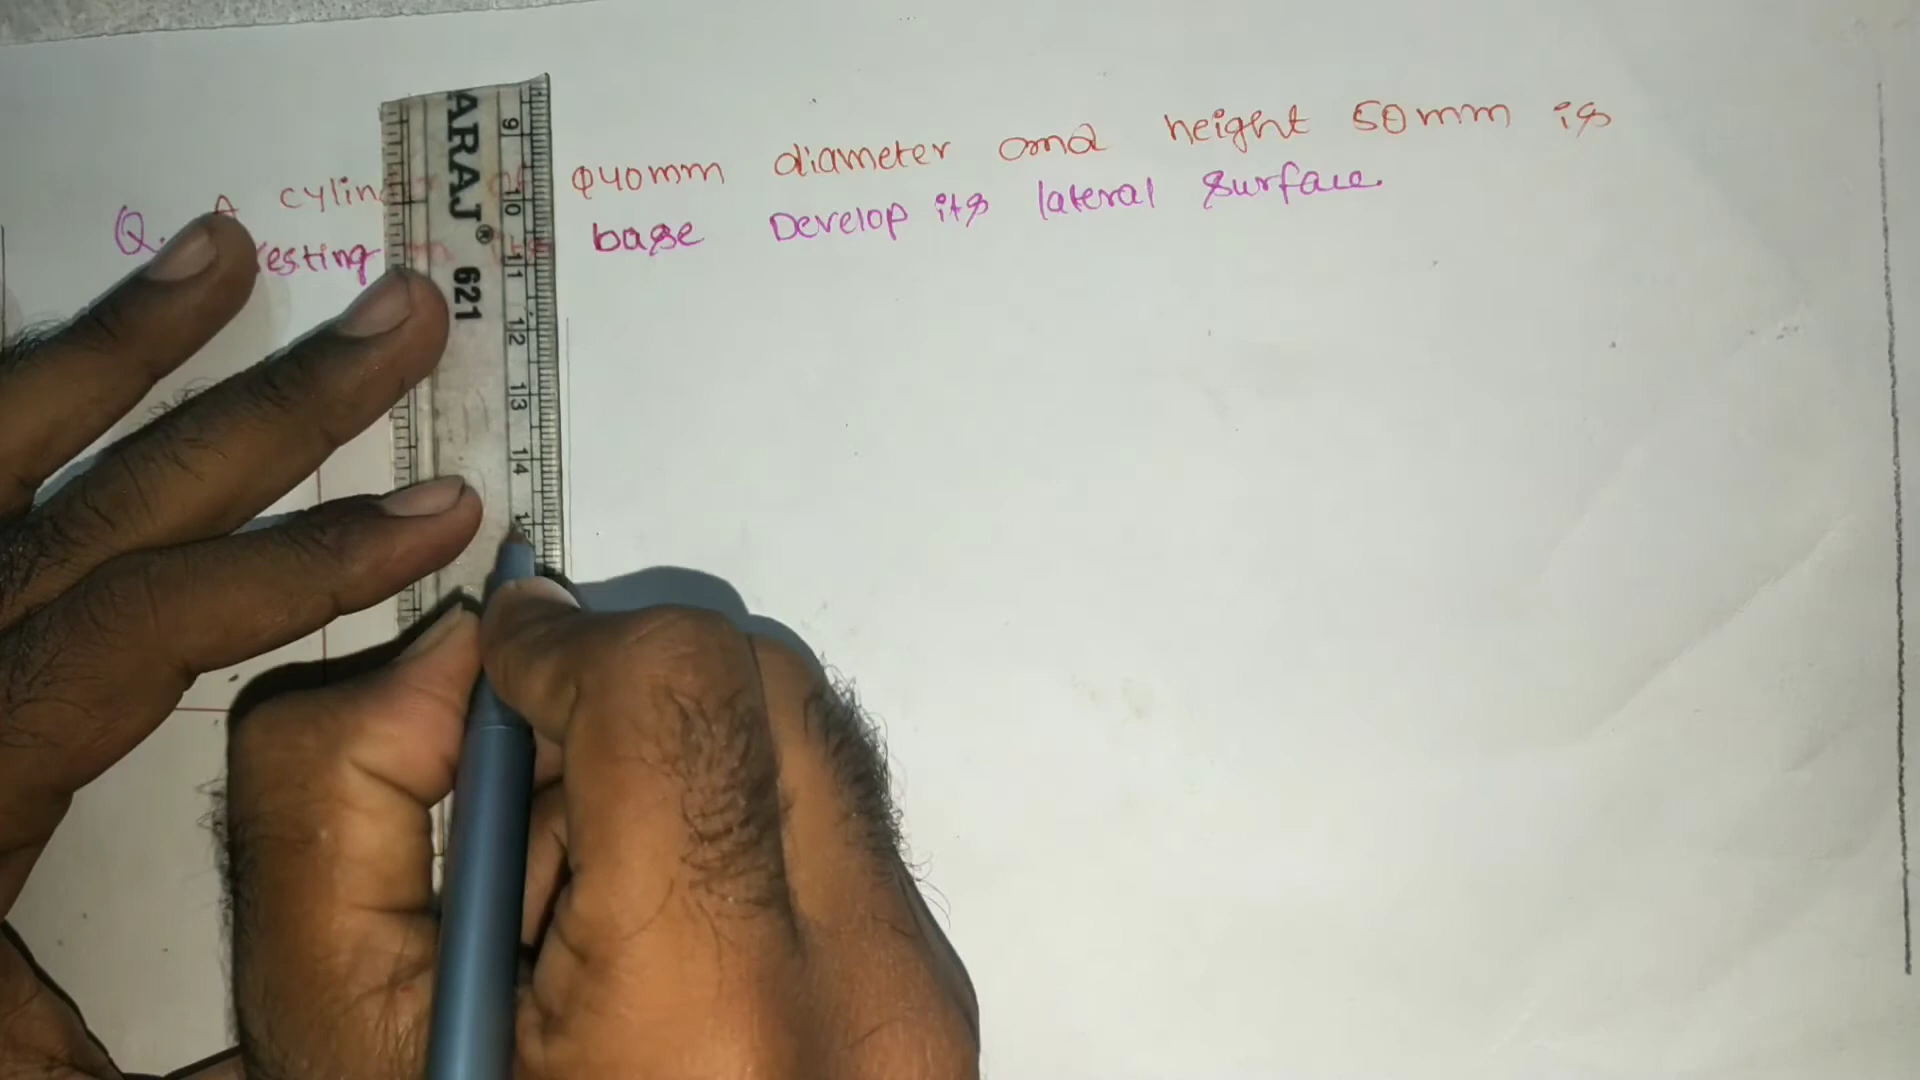 Q. A cylin ϕ40mm diameter and height 50mm is
resting base Develop its lateral surface.
ARAJ® 621
9 10 11 12 13 14 15